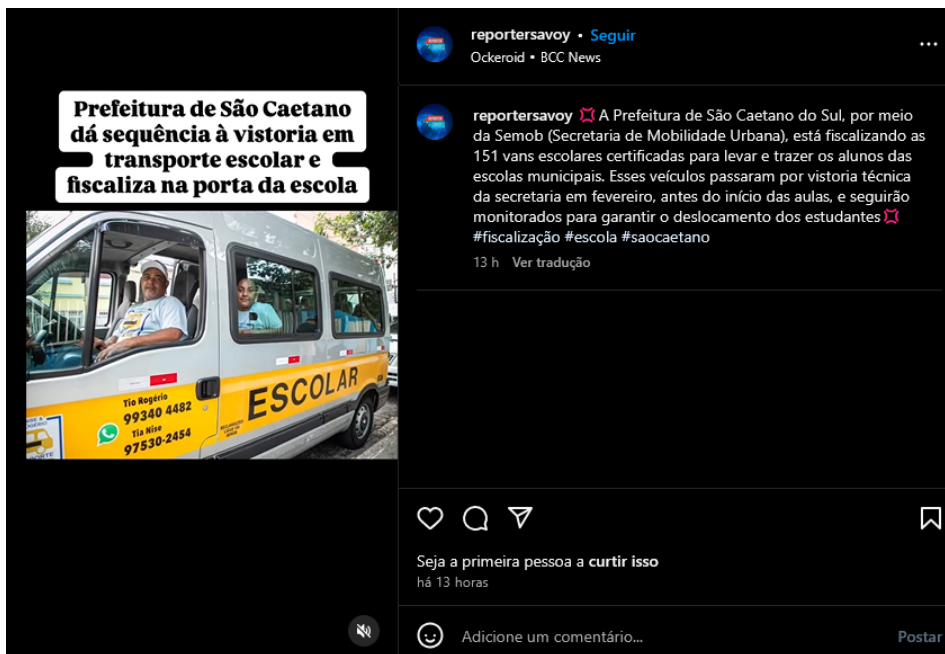 Prefeitura de São Caetano
dá sequência à vistoria em
transporte escolar e
fiscaliza na porta da escola
Tio Rogério
99340 4482
Tia Nise
97530-2454
ESCOLAR
reportersavoy • Seguir
Ockeroid • BCC News
reportersavoy 💢 A Prefeitura de São Caetano do Sul, por meio
da Semob (Secretaria de Mobilidade Urbana), está fiscalizando as
151 vans escolares certificadas para levar e trazer os alunos das
escolas municipais. Esses veículos passaram por vistoria técnica
da secretaria em fevereiro, antes do início das aulas, e seguirão
monitorados para garantir o deslocamento dos estudantes💢
#fiscalização #escola #saocaetano
13 h Ver tradução
Seja a primeira pessoa a curtir isso
há 13 horas
Adicione um comentário...
Postar